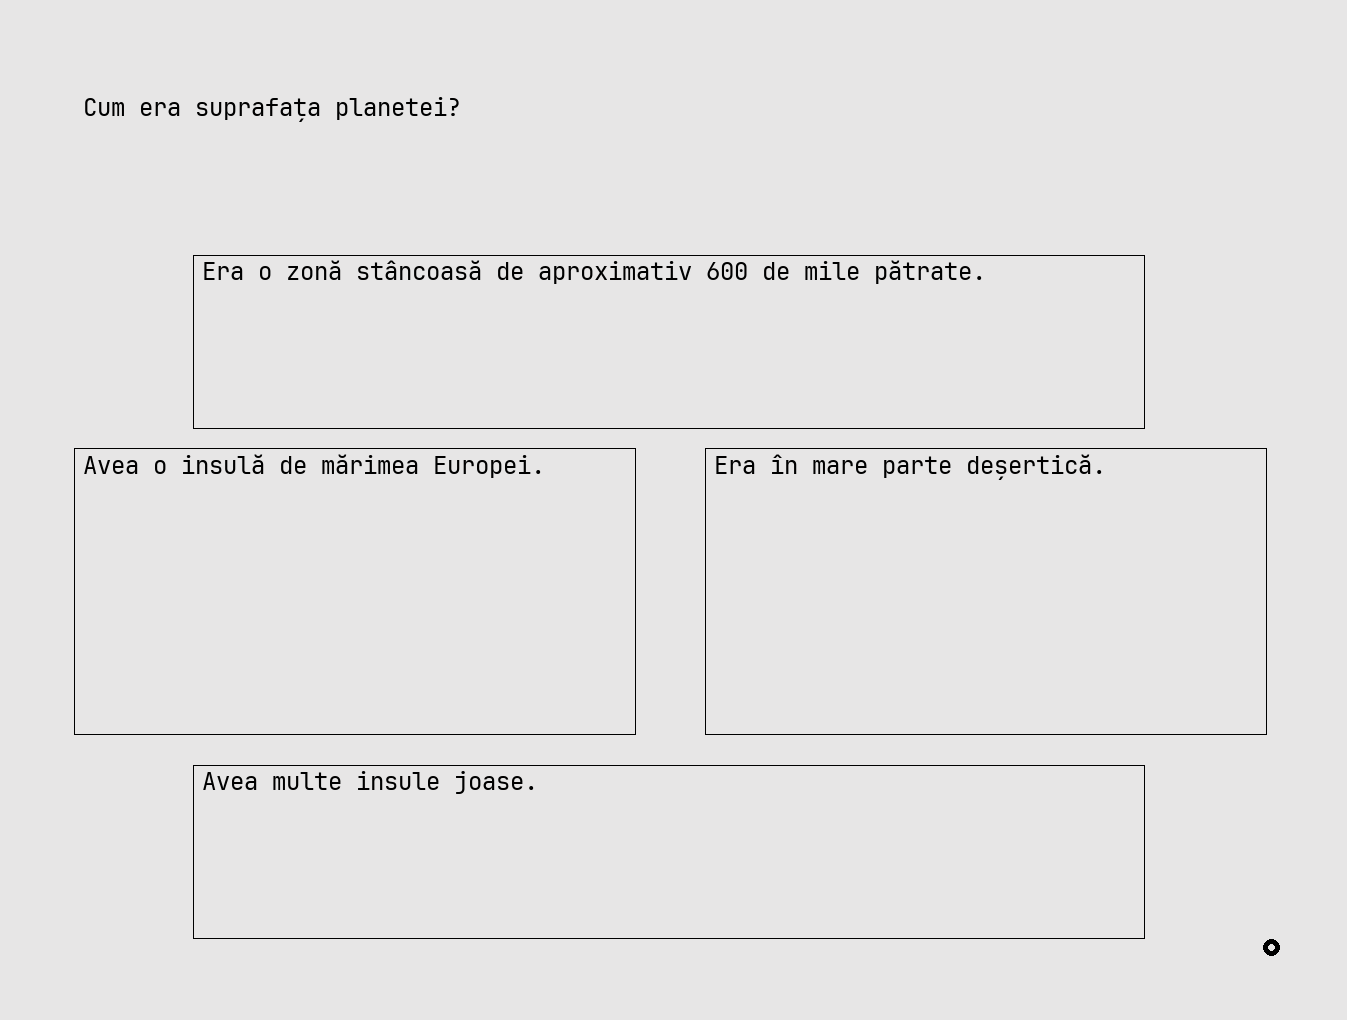 Cum era suprafața planetei?
Era o zonă stâncoasă de aproximativ 600 de mile pătrate.
Avea o insulă de mărimea Europei.
Era în mare parte deșertică.
Avea multe insule joase.